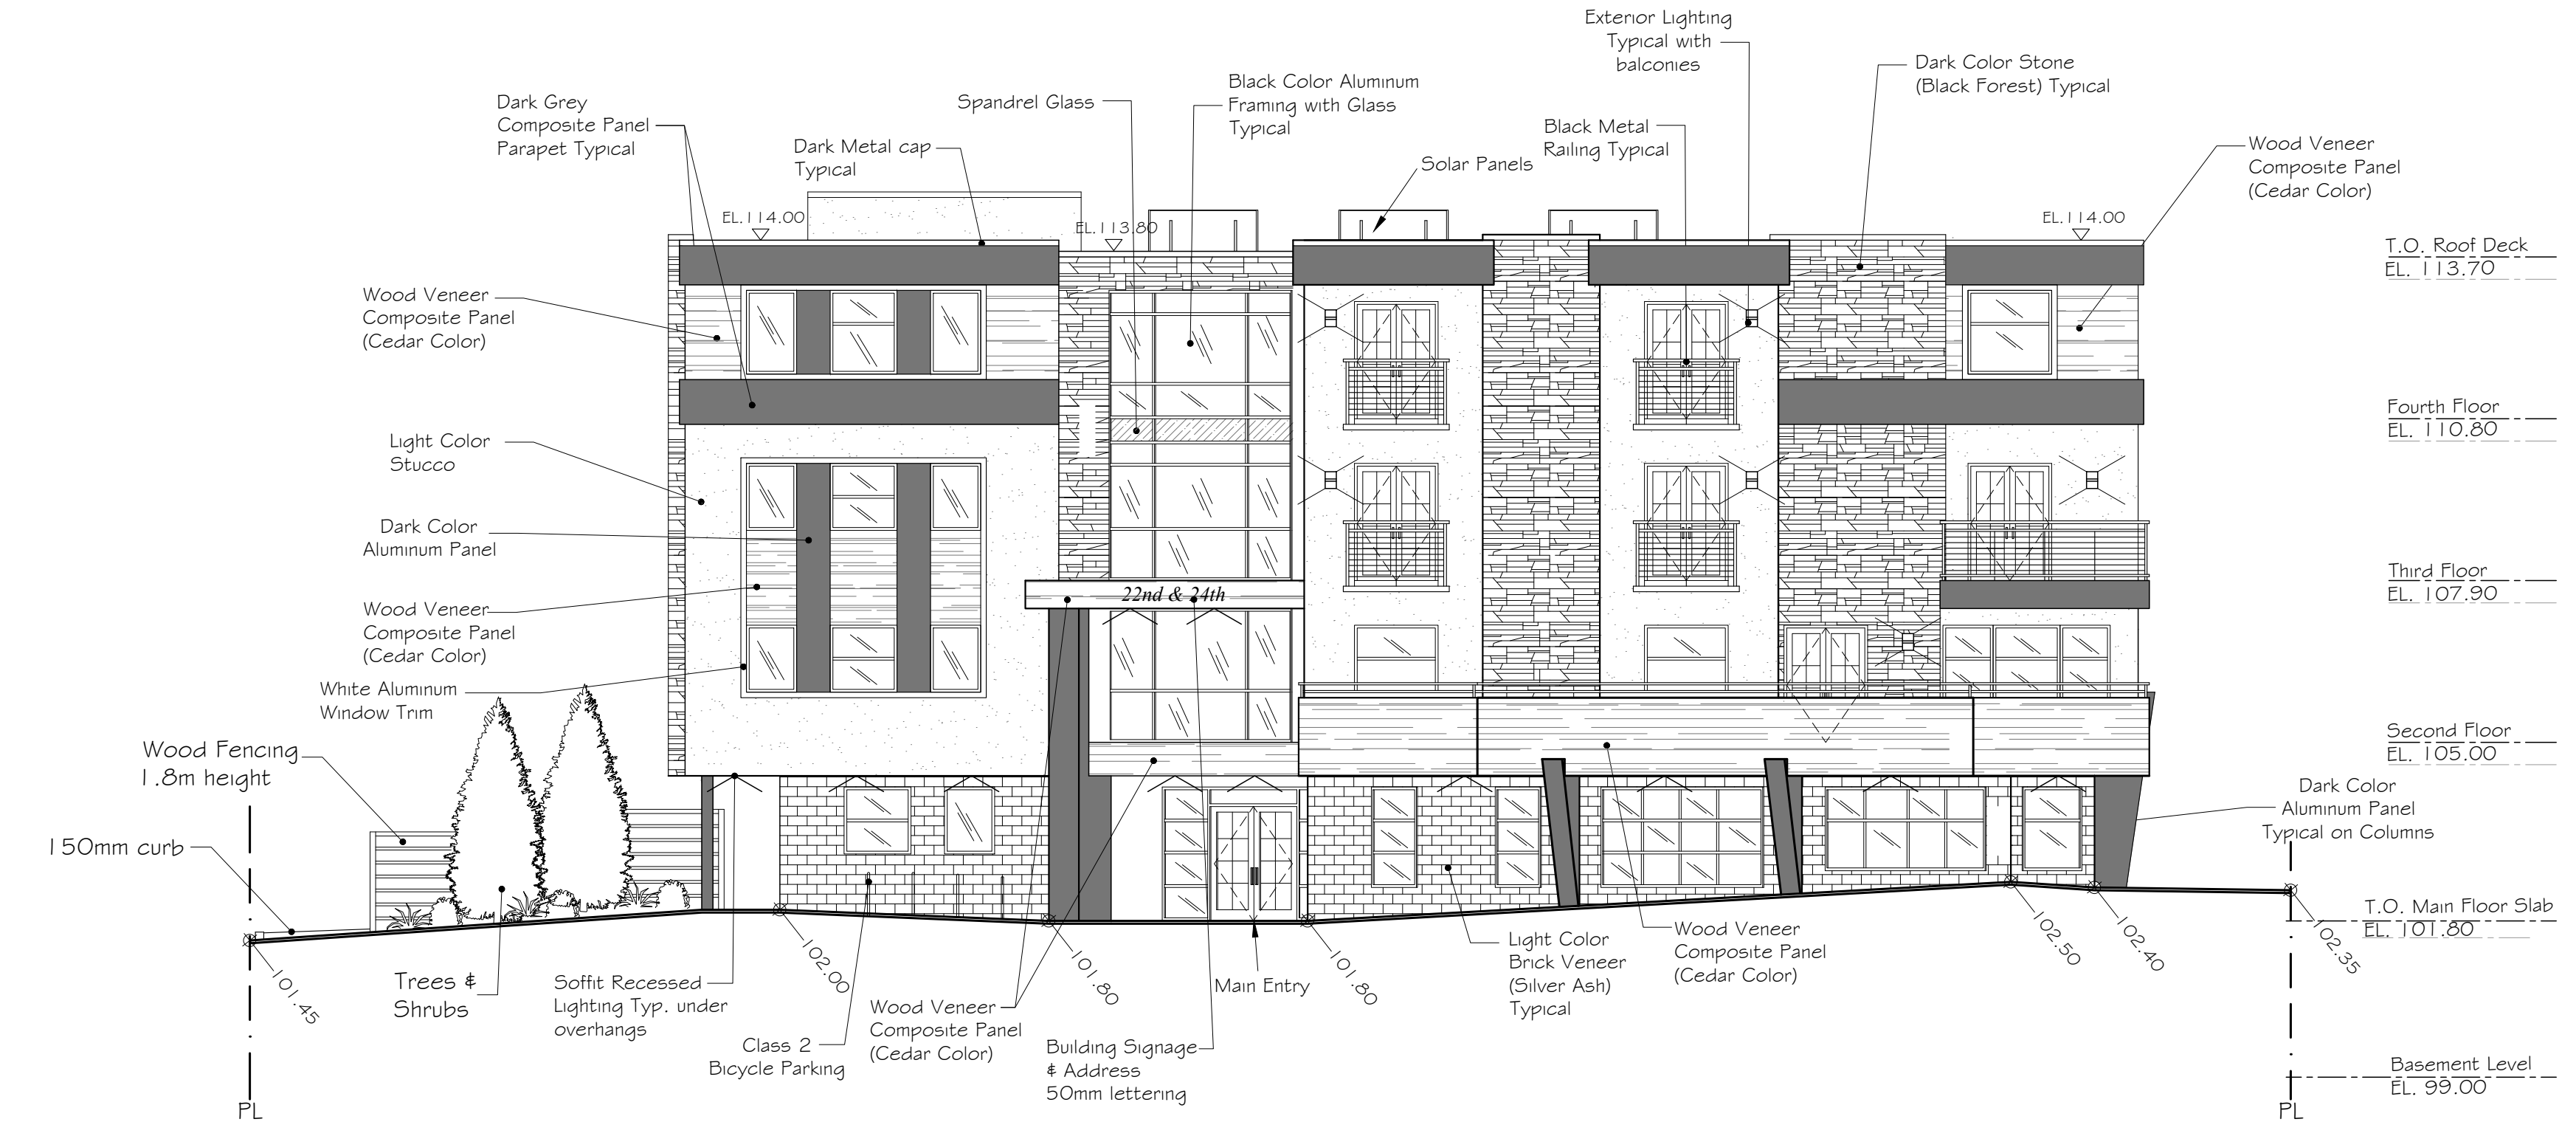 Exterior Lighting
Typical with
balconies
Dark Color Stone
(Black Forest) Typical
Black Color Aluminum
Framing with Glass
Typical
Spandrel Glass
Dark Grey
Composite Panel
Parapet Typical
Black Metal
Railing Typical
Dark Metal cap
Typical
Solar Panels
Wood Veneer
Composite Panel
(Cedar Color)
EL.114.00
EL.113.80
EL.114.00
T.O. Roof Deck
EL. 113.70
Wood Veneer
Composite Panel
(Cedar Color)
Fourth Floor
EL. 110.80
Light Color
Stucco
Dark Color
Aluminum Panel
Third Floor
EL. 107.90
22nd & 24th
Wood Veneer
Composite Panel
(Cedar Color)
White Aluminum
Window Trim
Second Floor
EL. 105.00
Wood Fencing
1.8m height
Dark Color
Aluminum Panel
Typical on Columns
150mm curb
T.O. Main Floor Slab
EL. 101.80
101.45
102.00
101.80
101.80
102.50
102.40
102.35
Trees &
Shrubs
Soffit Recessed
Lighting Typ. under
overhangs
Class 2
Bicycle Parking
Wood Veneer
Composite Panel
(Cedar Color)
Building Signage
& Address
50mm lettering
Main Entry
Light Color
Brick Veneer
(Silver Ash)
Typical
Wood Veneer
Composite Panel
(Cedar Color)
Basement Level
EL. 99.00
PL
PL